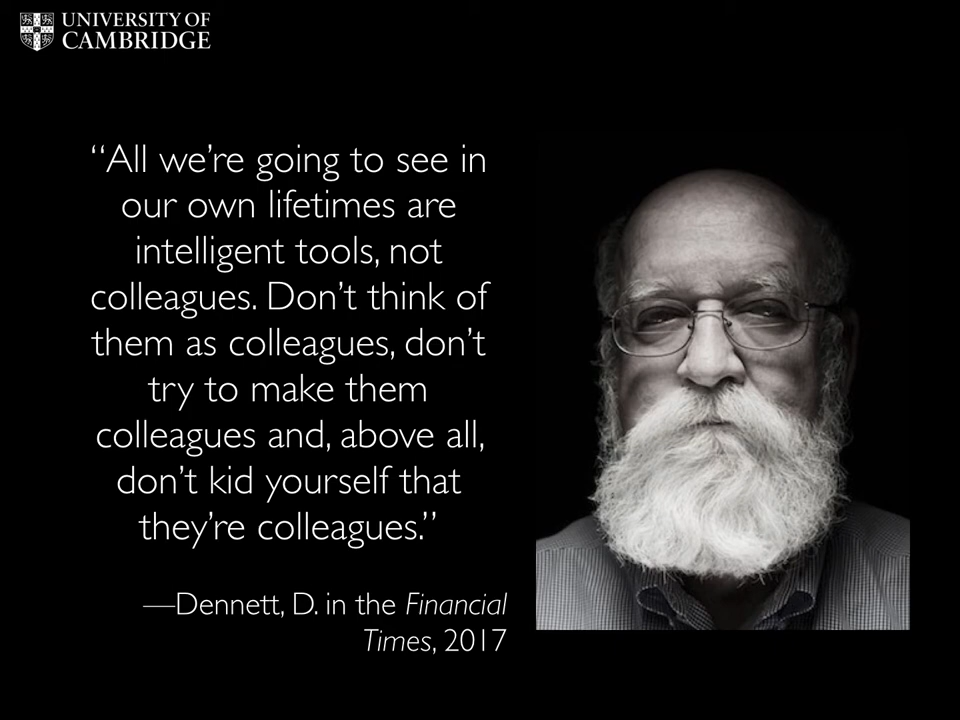 UNIVERSITY OF
CAMBRIDGE
“All we’re going to see in
our own lifetimes are
intelligent tools, not
colleagues. Don’t think of
them as colleagues, don’t
try to make them
colleagues and, above all,
don’t kid yourself that
they’re colleagues.”
—Dennett, D. in the Financial
Times, 2017